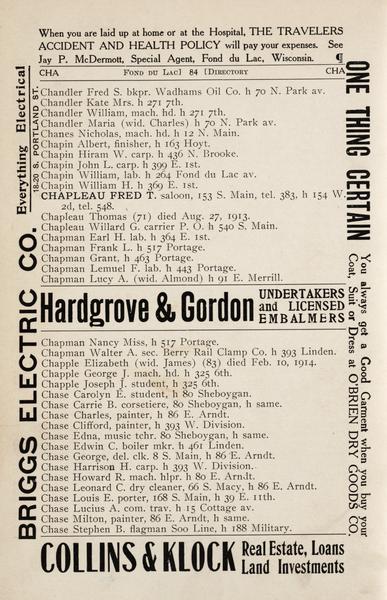 When you are laid up at home or at the Hospital, THE TRAVELERS
ACCIDENT AND HEALTH POLICY will pay your expenses. See
Jay P. McDermott, Special Agent, Fond du Lac, Wisconsin. ¶
CHA FOND DU LAC] 84 [DIRECTORY CHA
Chandler Fred S. bkpr. Wadhams Oil Co. h 70 N. Park av.
Chandler Kate Mrs. h 271 7th.
Chandler William, mach. hd. h 271 7th.
Chandler Maria (wid. Charles) h 70 N. Park av.
Chanes Nicholas, mach. hd. h 12 N. Main.
Chapin Albert, finisher, h 163 Hoyt.
Chapin Hiram W. carp. h 436 N. Brooke.
Chapin John L. carp. h 399 E. 1st.
Chapin William, lab. h 264 Fond du Lac av.
Chapin William H. h 369 E. 1st.
CHAPLEAU FRED T. saloon, 153 S. Main, tel. 383, h 154 W.
2d, tel. 548.
Chapleau Thomas (71) died Aug. 27, 1913.
Chapleau Willard G. carrier P. O. h 540 S. Main.
Chapman Earl H. lab. h 364 E. 1st.
Chapman Frank L. h 517 Portage.
Chapman Grant, h 463 Portage.
Chapman Lemuel F. lab. h 443 Portage.
Chapman Lucy A. (wid. Almond) h 91 E. Merrill.
Hardgrove & Gordon UNDERTAKERS
and LICENSED
EMBALMERS
Chapman Nancy Miss, h 517 Portage.
Chapman Walter A. sec. Berry Rail Clamp Co. h 393 Linden.
Chapple Elizabeth (wid. James) (83) died Feb. 10, 1914.
Chapple George J. mach. hd. h 325 6th.
Chapple Joseph J. student, h 325 6th.
Chase Carolyn E. student, h 80 Sheboygan.
Chase Carrie B. corsetiere, 80 Sheboygan, h same.
Chase Charles, painter, h 86 E. Arndt.
Chase Clifford, painter, h 393 W. Division.
Chase Edna, music tchr. 80 Sheboygan, h same.
Chase Edwin C. boiler mkr. h 461 Linden.
Chase George, del. clk. 8 S. Main, h 86 E. Arndt.
Chase Harrison H. carp. h 393 W. Division.
Chase Howard R. mach. hlpr. h 80 E. Arndt.
Chase Leonard C. dry cleaner, 66 S. Macy, h 86 E. Arndt.
Chase Louis E. porter, 168 S. Main, h 39 E. 11th.
Chase Lucius A. com. trav. h 15 Cottage av.
Chase Milton, painter, 86 E. Arndt, h same.
Chase Stephen B. flagman Soo Line, h 188 Military.
COLLINS & KLOCK Real Estate, Loans
Land Investments
BRIGGS ELECTRIC CO. Everything Electrical
18-20 S. PORTLAND ST.
ONE THING CERTAIN
You always get a Good Garment when you buy your
Coat, Suit or Dress at O'BRIEN DRY GOODS CO.